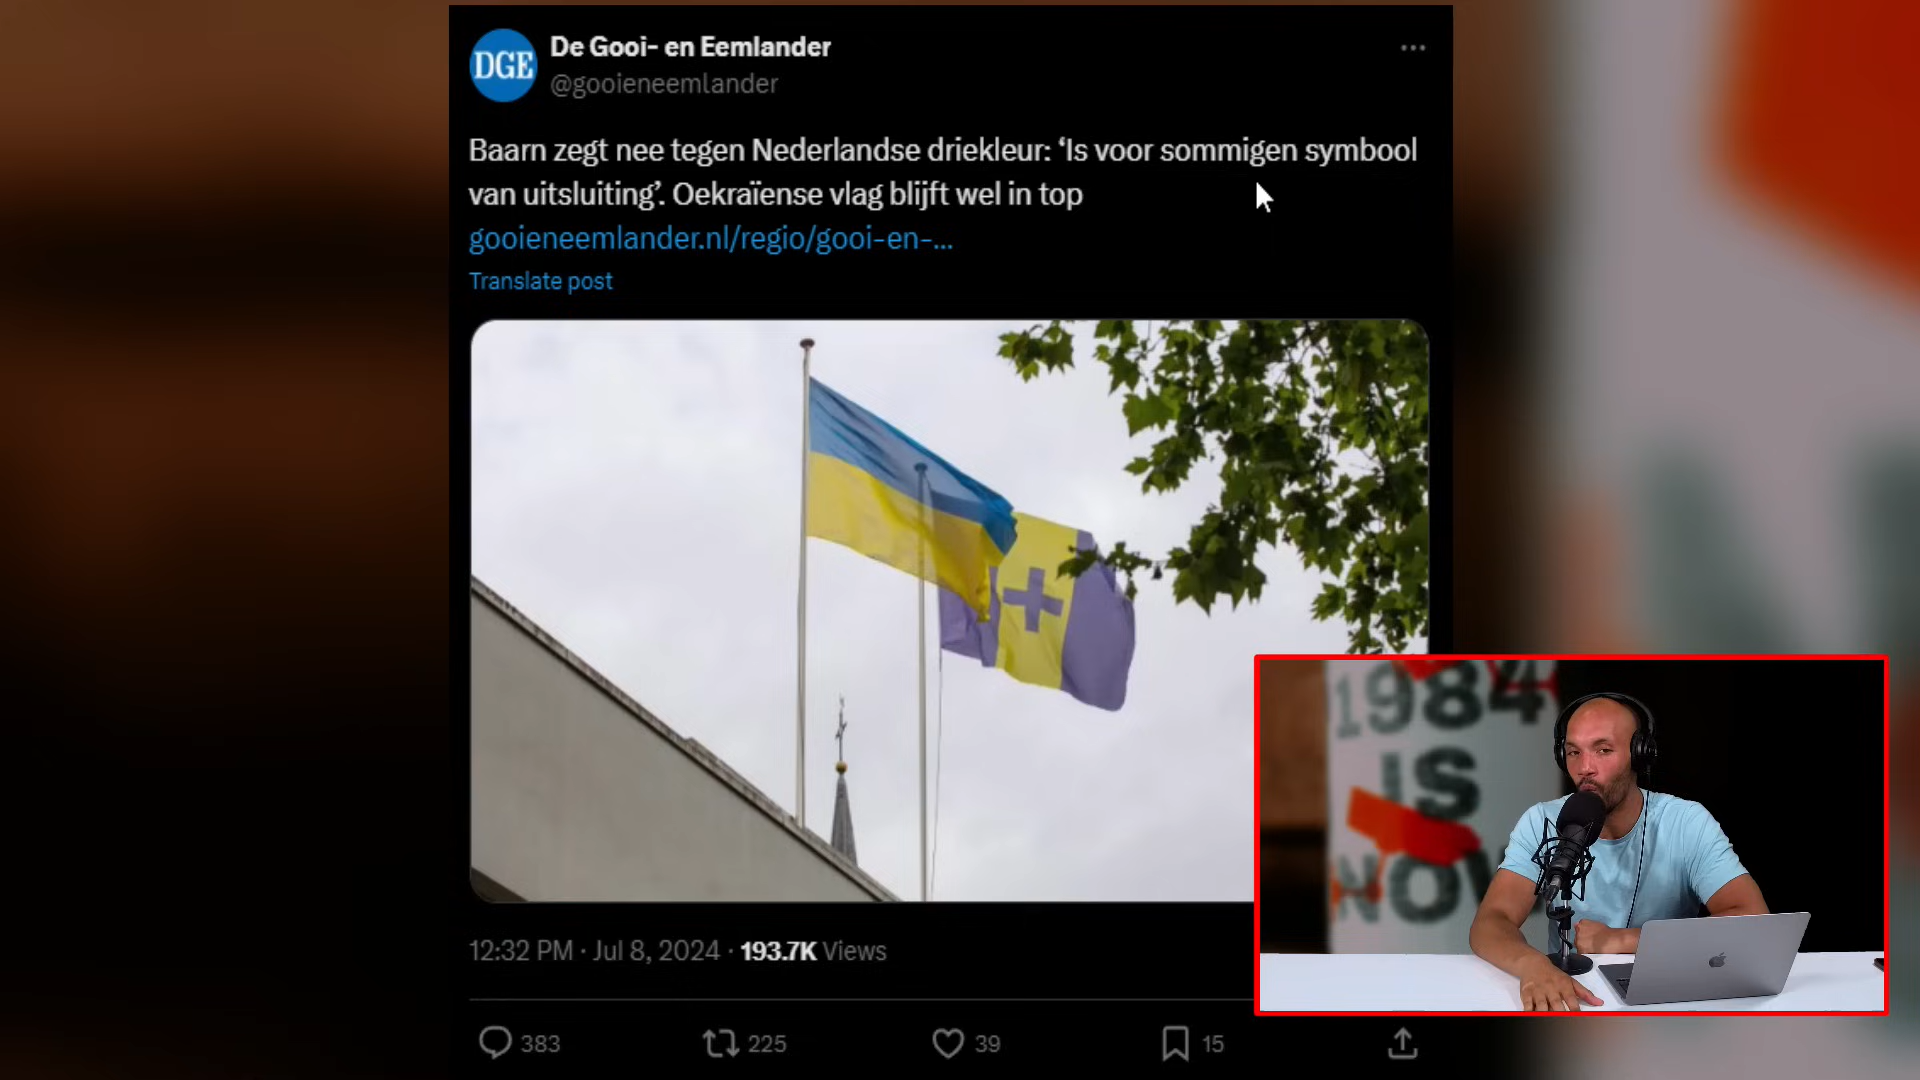 DGE
De Gooi- en Eemlander
@gooieneemlander
Baarn zegt nee tegen Nederlandse driekleur: ‘Is voor sommigen symbool
van uitsluiting’. Oekraïense vlag blijft wel in top
gooieneemlander.nl/regio/gooi-en-...
Translate post
12:32 PM · Jul 8, 2024 · 193.7K Views
383
225
39
15
1984
IS
NOW